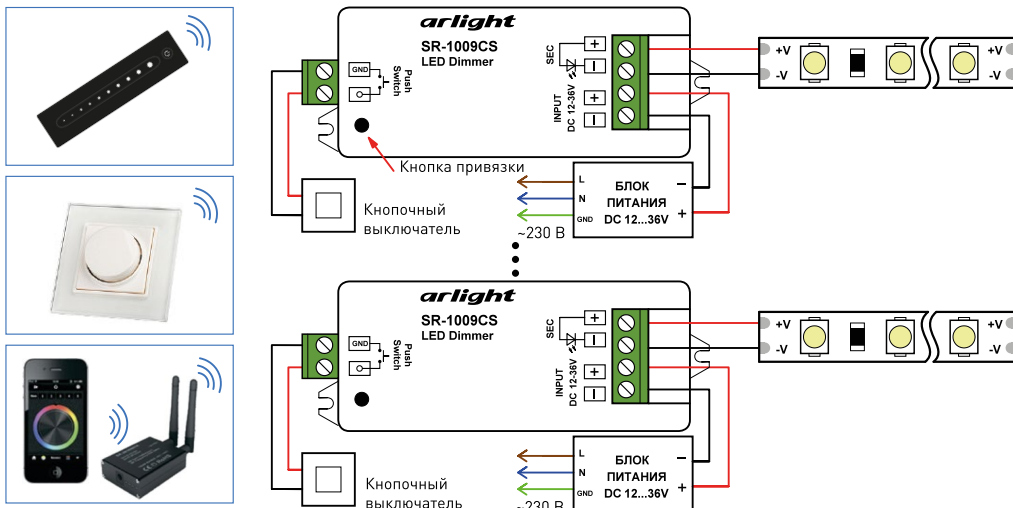 arlight
SR-1009CS
LED Dimmer
GND
Push
Switch
SEC
+
−
INPUT
DC 12-36V
+
−
+V
-V
+V
-V
Кнопка привязки
Кнопочный
выключатель
L
N
GND
~230 В
БЛОК
ПИТАНИЯ
DC 12...36V
−
+
arlight
SR-1009CS
LED Dimmer
GND
Push
Switch
SEC
+
−
INPUT
DC 12-36V
+
−
+V
-V
+V
-V
Кнопочный
выключатель
L
N
GND
~230 В
БЛОК
ПИТАНИЯ
DC 12...36V
−
+